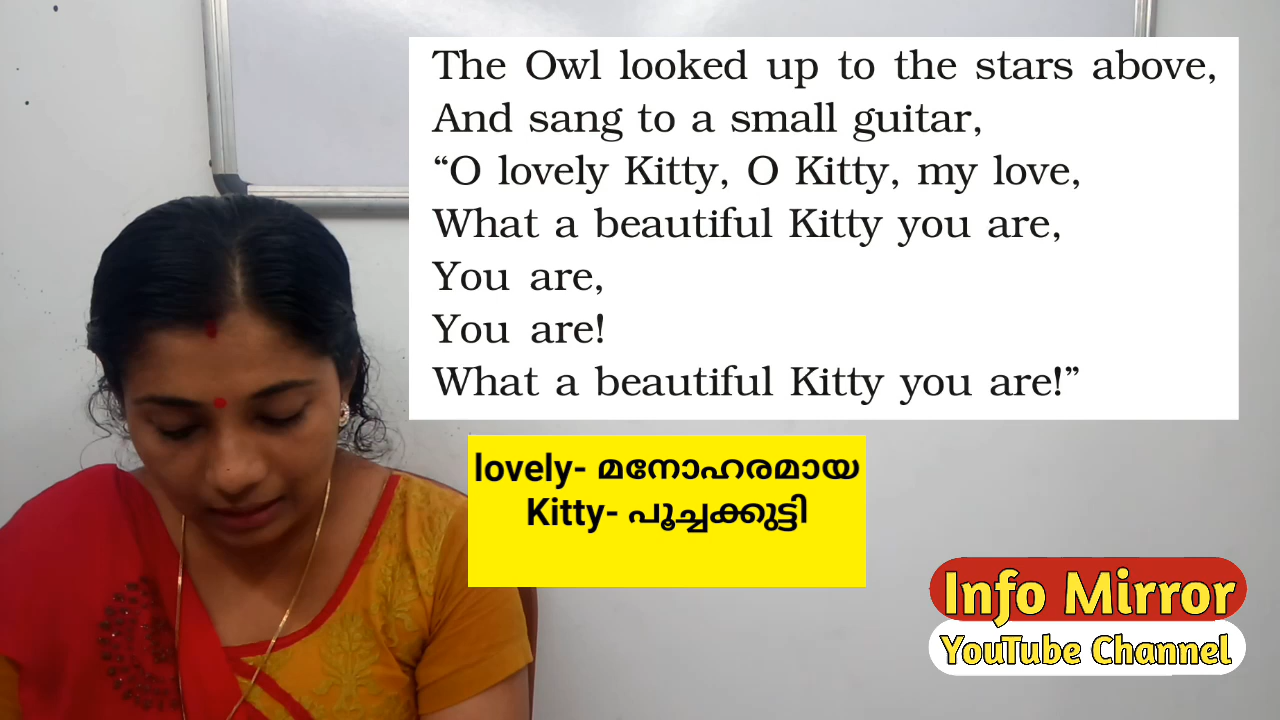 The Owl looked up to the stars above,
And sang to a small guitar,
“O lovely Kitty, O Kitty, my love,
What a beautiful Kitty you are,
You are,
You are!
What a beautiful Kitty you are!”
lovely- മനോഹരമായ
Kitty- പൂച്ചക്കുട്ടി
Info Mirror
YouTube Channel